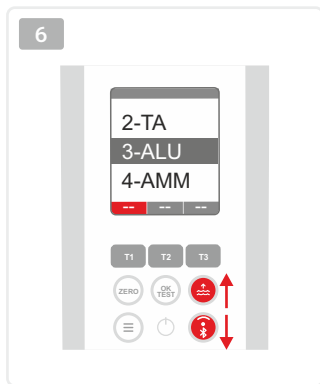 6
2-TA
3-ALU
4-AMM
-- -- --
T1 T2 T3
ZERO OK TEST